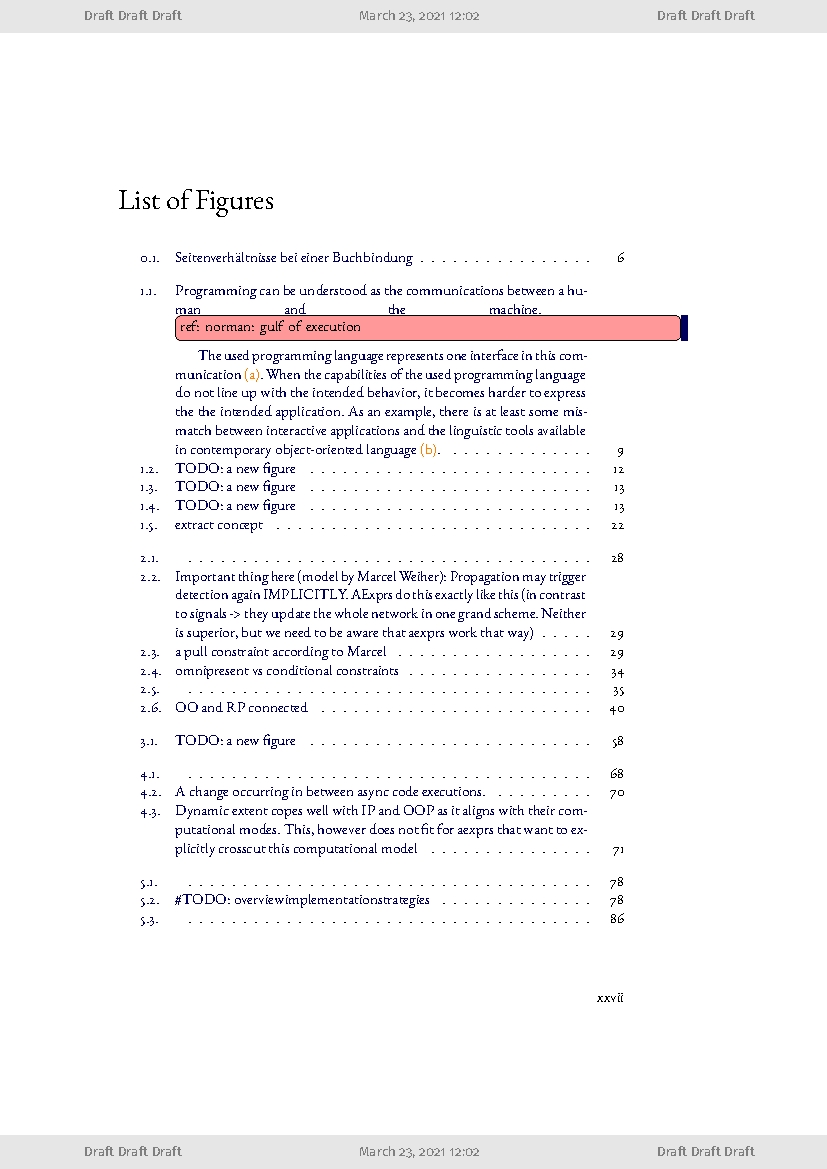 Draft Draft Draft March 23, 2021 12:02 Draft Draft Draft
List of Figures
0.1. Seitenverhältnisse bei einer Buchbindung . . . . . . . . . . . . . . . . 6
1.1. Programming can be understood as the communications between a hu-
man and the machine.
ref: norman: gulf of execution
The used programming language represents one interface in this com-
munication (a). When the capabilities of the used programming language
do not line up with the intended behavior, it becomes harder to express
the the intended application. As an example, there is at least some mis-
match between interactive applications and the linguistic tools available
in contemporary object-oriented language (b). . . . . . . . . . . . . . 9
1.2. TODO: a new figure . . . . . . . . . . . . . . . . . . . . . . . . . . 12
1.3. TODO: a new figure . . . . . . . . . . . . . . . . . . . . . . . . . . 13
1.4. TODO: a new figure . . . . . . . . . . . . . . . . . . . . . . . . . . 13
1.5. extract concept . . . . . . . . . . . . . . . . . . . . . . . . . . . . . 22
2.1. . . . . . . . . . . . . . . . . . . . . . . . . . . . . . . . . . . . . . 28
2.2. Important thing here (model by Marcel Weiher): Propagation may trigger
detection again IMPLICITLY. AExprs do this exactly like this (in contrast
to signals -> they update the whole network in one grand scheme. Neither
is superior, but we need to be aware that aexprs work that way) . . . . . 29
2.3. a pull constraint according to Marcel . . . . . . . . . . . . . . . . . . 29
2.4. omnipresent vs conditional constraints . . . . . . . . . . . . . . . . . 34
2.5. . . . . . . . . . . . . . . . . . . . . . . . . . . . . . . . . . . . . . 35
2.6. OO and RP connected . . . . . . . . . . . . . . . . . . . . . . . . . 40
3.1. TODO: a new figure . . . . . . . . . . . . . . . . . . . . . . . . . . 58
4.1. . . . . . . . . . . . . . . . . . . . . . . . . . . . . . . . . . . . . . 68
4.2. A change occurring in between async code executions. . . . . . . . . . 70
4.3. Dynamic extent copes well with IP and OOP as it aligns with their com-
putational modes. This, however does not fit for aexprs that want to ex-
plicitly crosscut this computational model . . . . . . . . . . . . . . . 71
5.1. . . . . . . . . . . . . . . . . . . . . . . . . . . . . . . . . . . . . . 78
5.2. #TODO: overviewimplementationstrategies . . . . . . . . . . . . . . 78
5.3. . . . . . . . . . . . . . . . . . . . . . . . . . . . . . . . . . . . . . 86
xxvii
Draft Draft Draft March 23, 2021 12:02 Draft Draft Draft